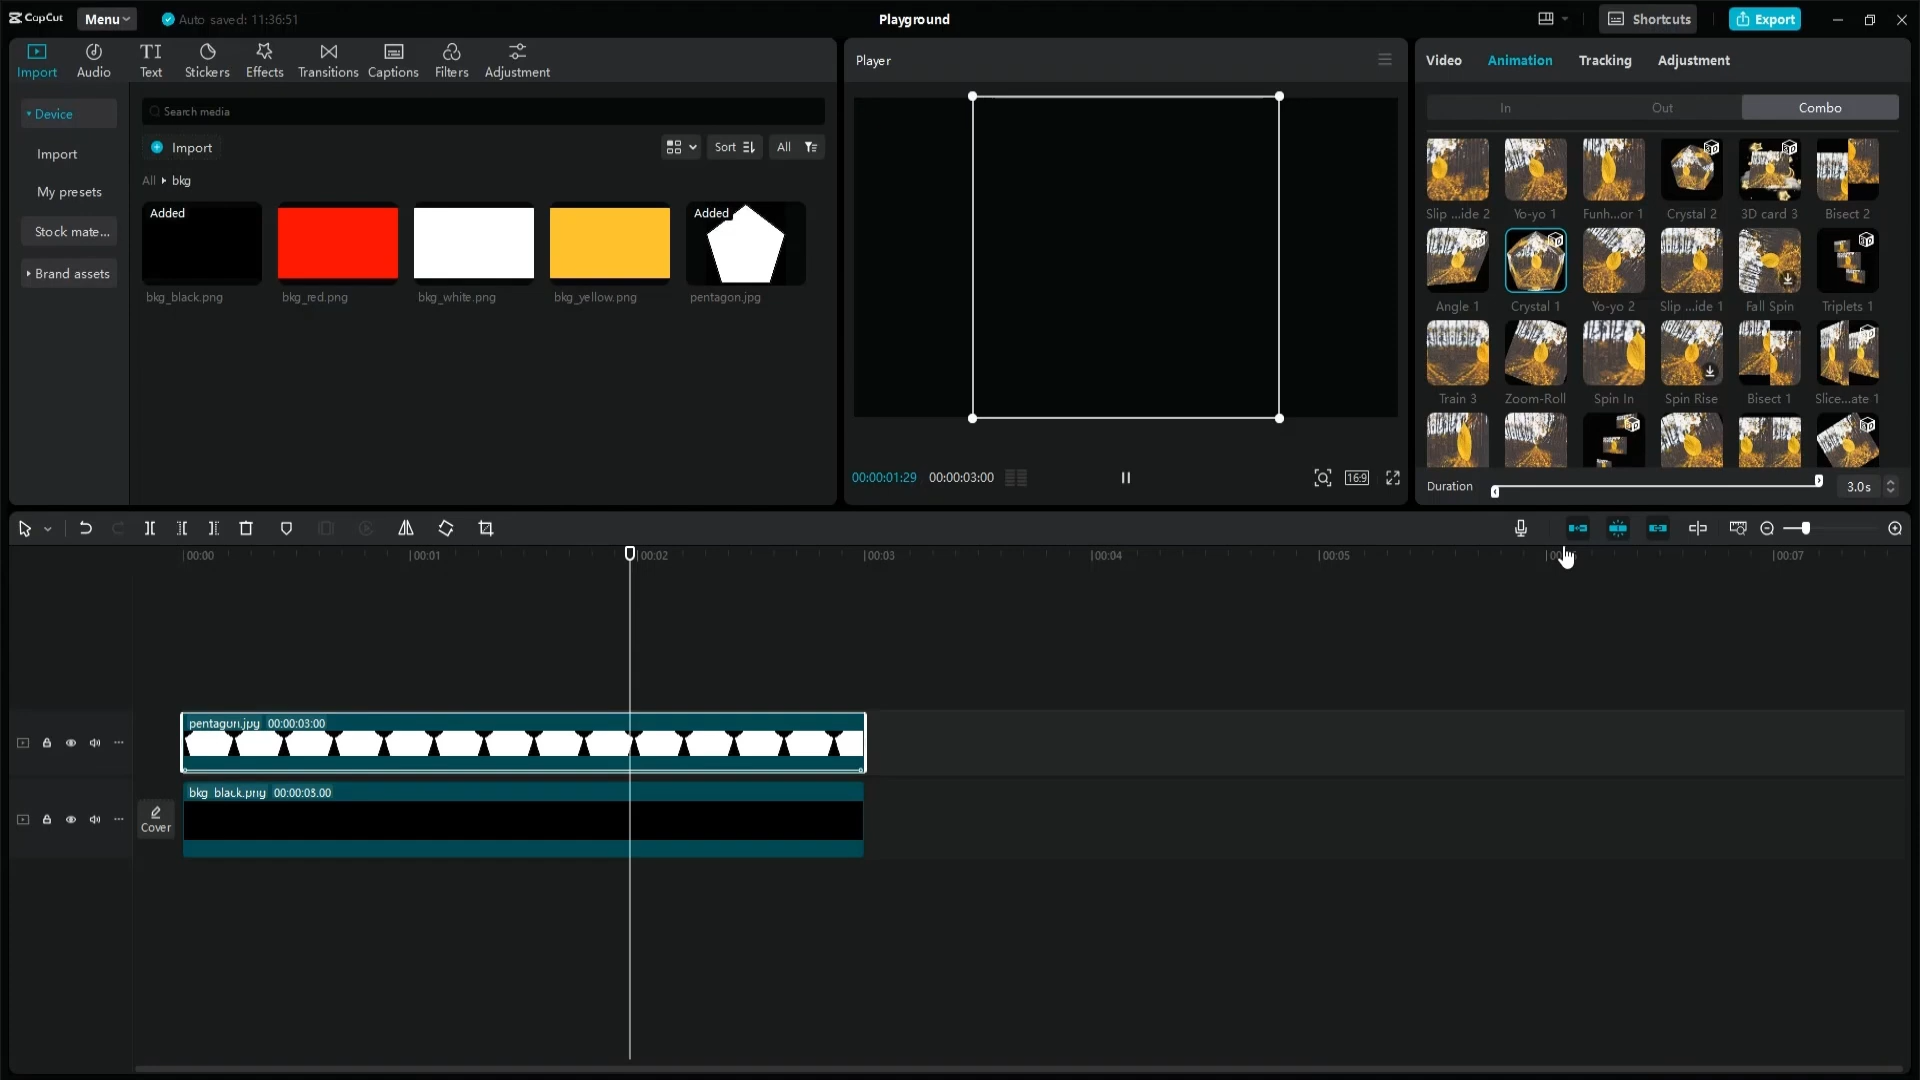 CapCut
Menu
Auto saved: 11:36:51
Playground
Shortcuts
Export
Import
Audio
TI
Text
Stickers
Effects
Transitions
Captions
Filters
Adjustment
Device
Import
My presets
Stock mate...
Brand assets
Search media
Import
Sort
All
All
bkg
Added
Added
bkg_black.png
bkg_red.png
bkg_white.png
bkg_yellow.png
pentagon.jpg
Player
00:00:01:29
00:00:03:00
16:9
Video
Animation
Tracking
Adjustment
In
Out
Combo
Slip ...ide 2
Yo-yo 1
Funh...or 1
Crystal 2
3D card 3
Bisect 2
Angle 1
Crystal 1
Yo-yo 2
Slip ...ide 1
Fall Spin
Triplets 1
Train 3
Zoom-Roll
Spin In
Spin Rise
Bisect 1
Slice...ate 1
Duration
3.0s
00:00
00:01
00:02
00:03
00:04
00:05
00:07
pentagon.jpg 00:00:03:00
bkg_black.png 00:00:03:00
Cover